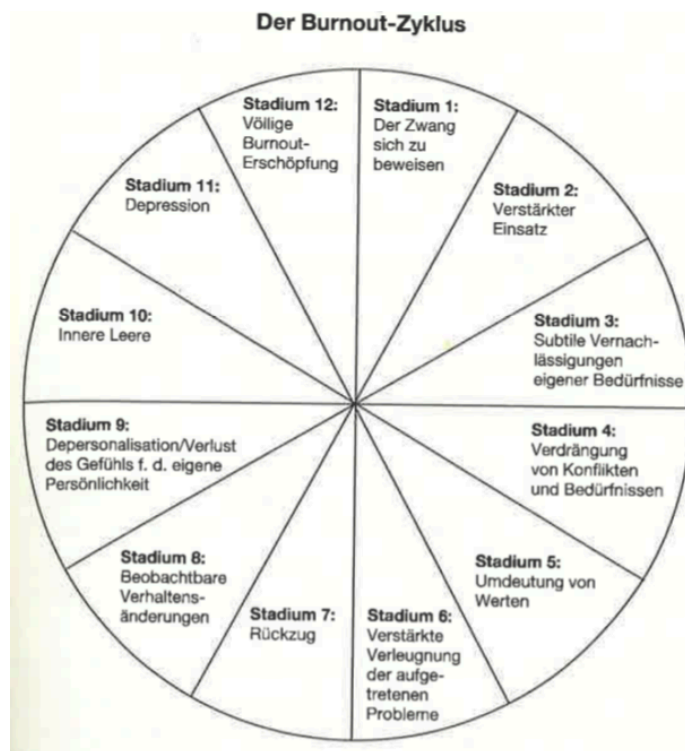 Der Burnout-Zyklus
Stadium 1:
Der Zwang
sich zu
beweisen
Stadium 2:
Verstärkter
Einsatz
Stadium 3:
Subtile Vernach-
lässigungen
eigener Bedürfnisse
Stadium 4:
Verdrängung
von Konflikten
und Bedürfnissen
Stadium 5:
Umdeutung von
Werten
Stadium 6:
Verstärkte
Verleugnung
der aufge-
tretenen
Probleme
Stadium 7:
Rückzug
Stadium 8:
Beobachtbare
Verhaltens-
änderungen
Stadium 9:
Depersonalisation/Verlust
des Gefühls f. d. eigene
Persönlichkeit
Stadium 10:
Innere Leere
Stadium 11:
Depression
Stadium 12:
Völlige
Burnout-
Erschöpfung